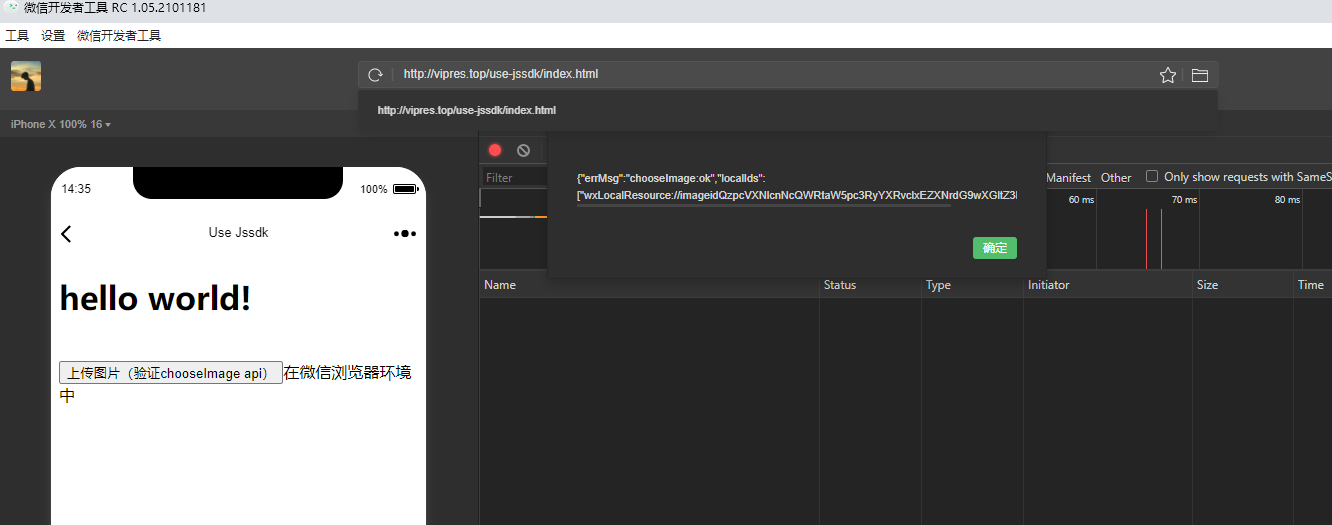 微信开发者工具 RC 1.05.2101181
工具 设置 微信开发者工具
http://vipres.top/use-jssdk/index.html
http://vipres.top/use-jssdk/index.html
iPhone X 100% 16
14:35 100%
Use Jssdk
hello world!
上传图片（验证chooseImage api） 在微信浏览器环境
中
Filter
{"errMsg":"chooseImage:ok","localIds":
确定
Manifest Other Only show requests with SameS
60 ms 70 ms 80 ms
Name Status Type Initiator Size Time